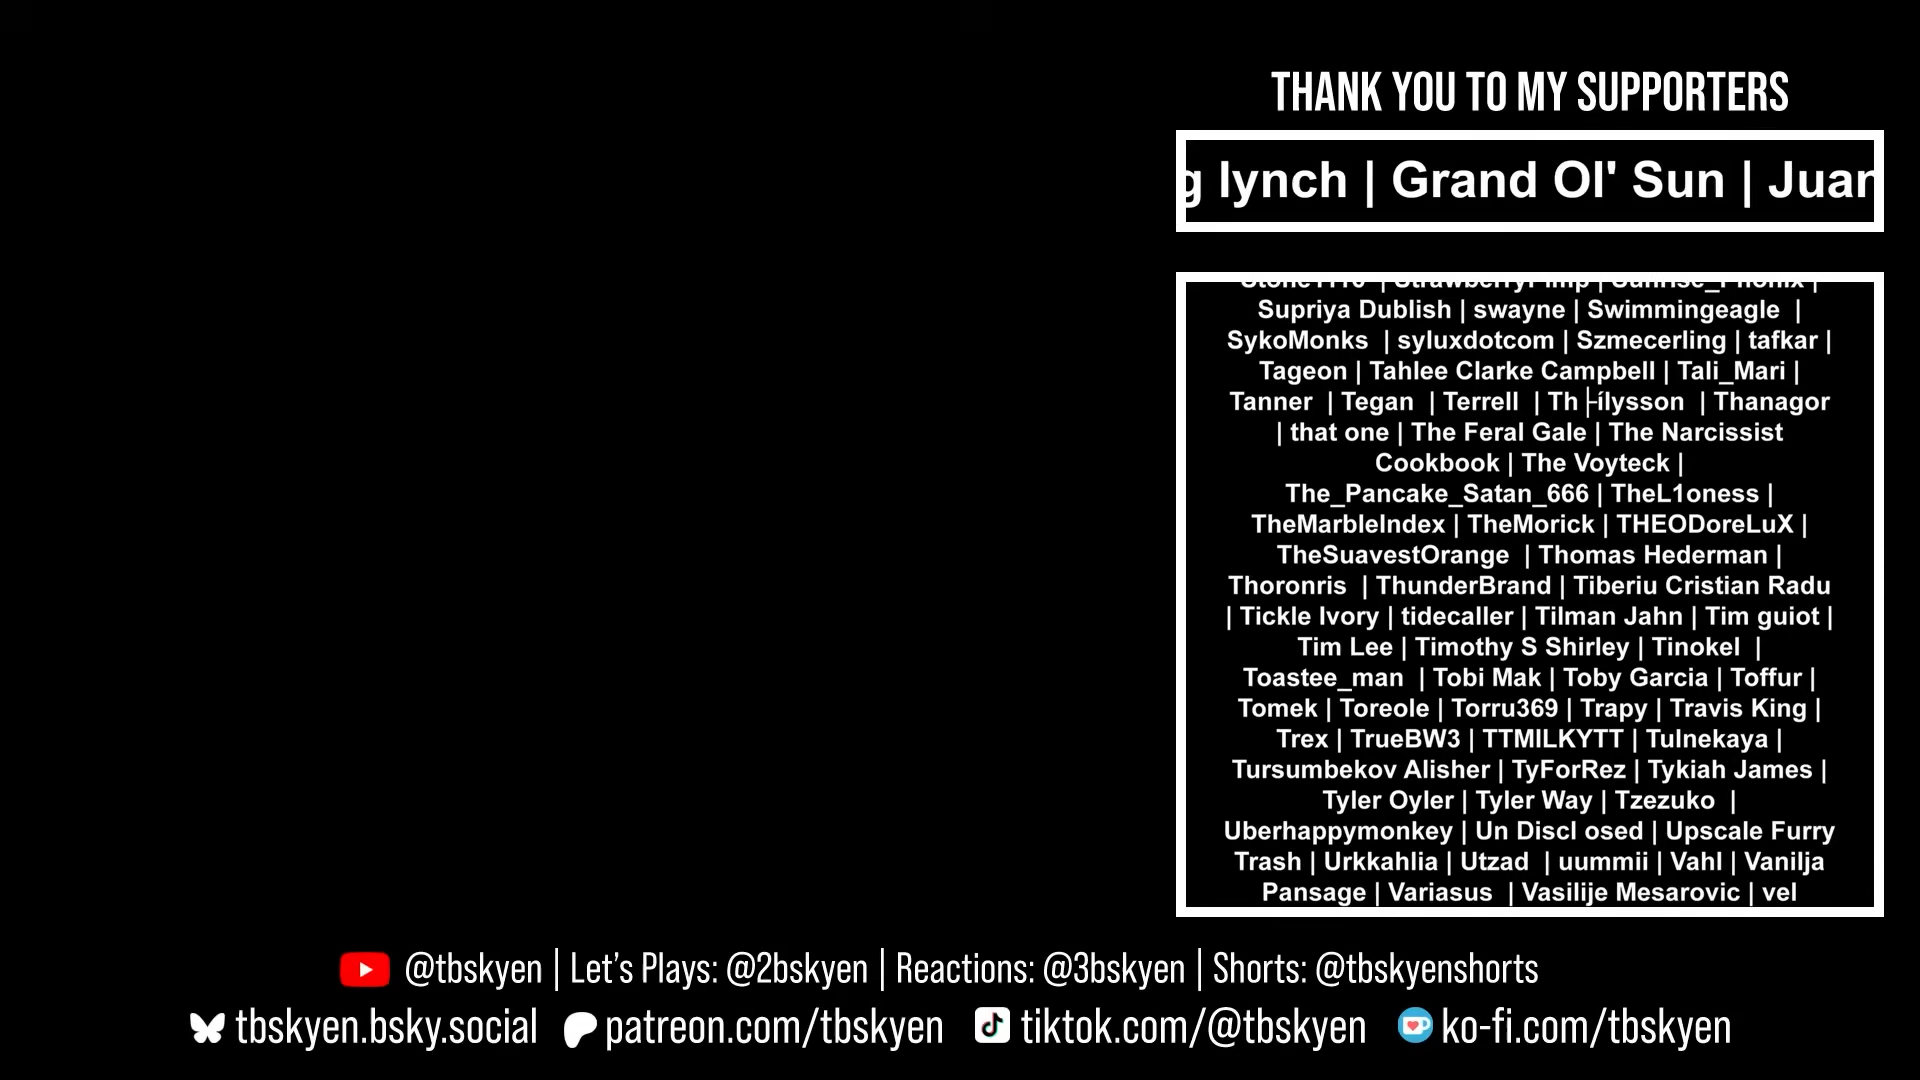 THANK YOU TO MY SUPPORTERS
lynch | Grand Ol' Sun | Juan
Supriya Dublish | swayne | Swimmingeagle |
SykoMonks | syluxdotcom | Szmecerling | tafkar |
Tageon | Tahlee Clarke Campbell | Tali_Mari |
Tanner | Tegan | Terrell | Th├ílysson | Thanagor
| that one | The Feral Gale | The Narcissist
Cookbook | The Voyteck |
The_Pancake_Satan_666 | TheL1oness |
TheMarbleIndex | TheMorick | THEODoreLuX |
TheSuavestOrange | Thomas Hederman |
Thoronris | ThunderBrand | Tiberiu Cristian Radu
| Tickle Ivory | tidecaller | Tilman Jahn | Tim guiot |
Tim Lee | Timothy S Shirley | Tinokel |
Toastee_man | Tobi Mak | Toby Garcia | Toffur |
Tomek | Toreole | Torru369 | Trapy | Travis King |
Trex | TrueBW3 | TTMILKYTT | Tulnekaya |
Tursumbekov Alisher | TyForRez | Tykiah James |
Tyler Oyler | Tyler Way | Tzezuko |
Uberhappymonkey | Un Discl osed | Upscale Furry
Trash | Urkkahlia | Utzad | uummii | Vahl | Vanilja
Pansage | Variasus | Vasilije Mesarovic | vel
@tbskyen | Let's Plays: @2bskyen | Reactions: @3bskyen | Shorts: @tbskyenshorts
tbskyen.bsky.social patreon.com/tbskyen tiktok.com/@tbskyen ko-fi.com/tbskyen